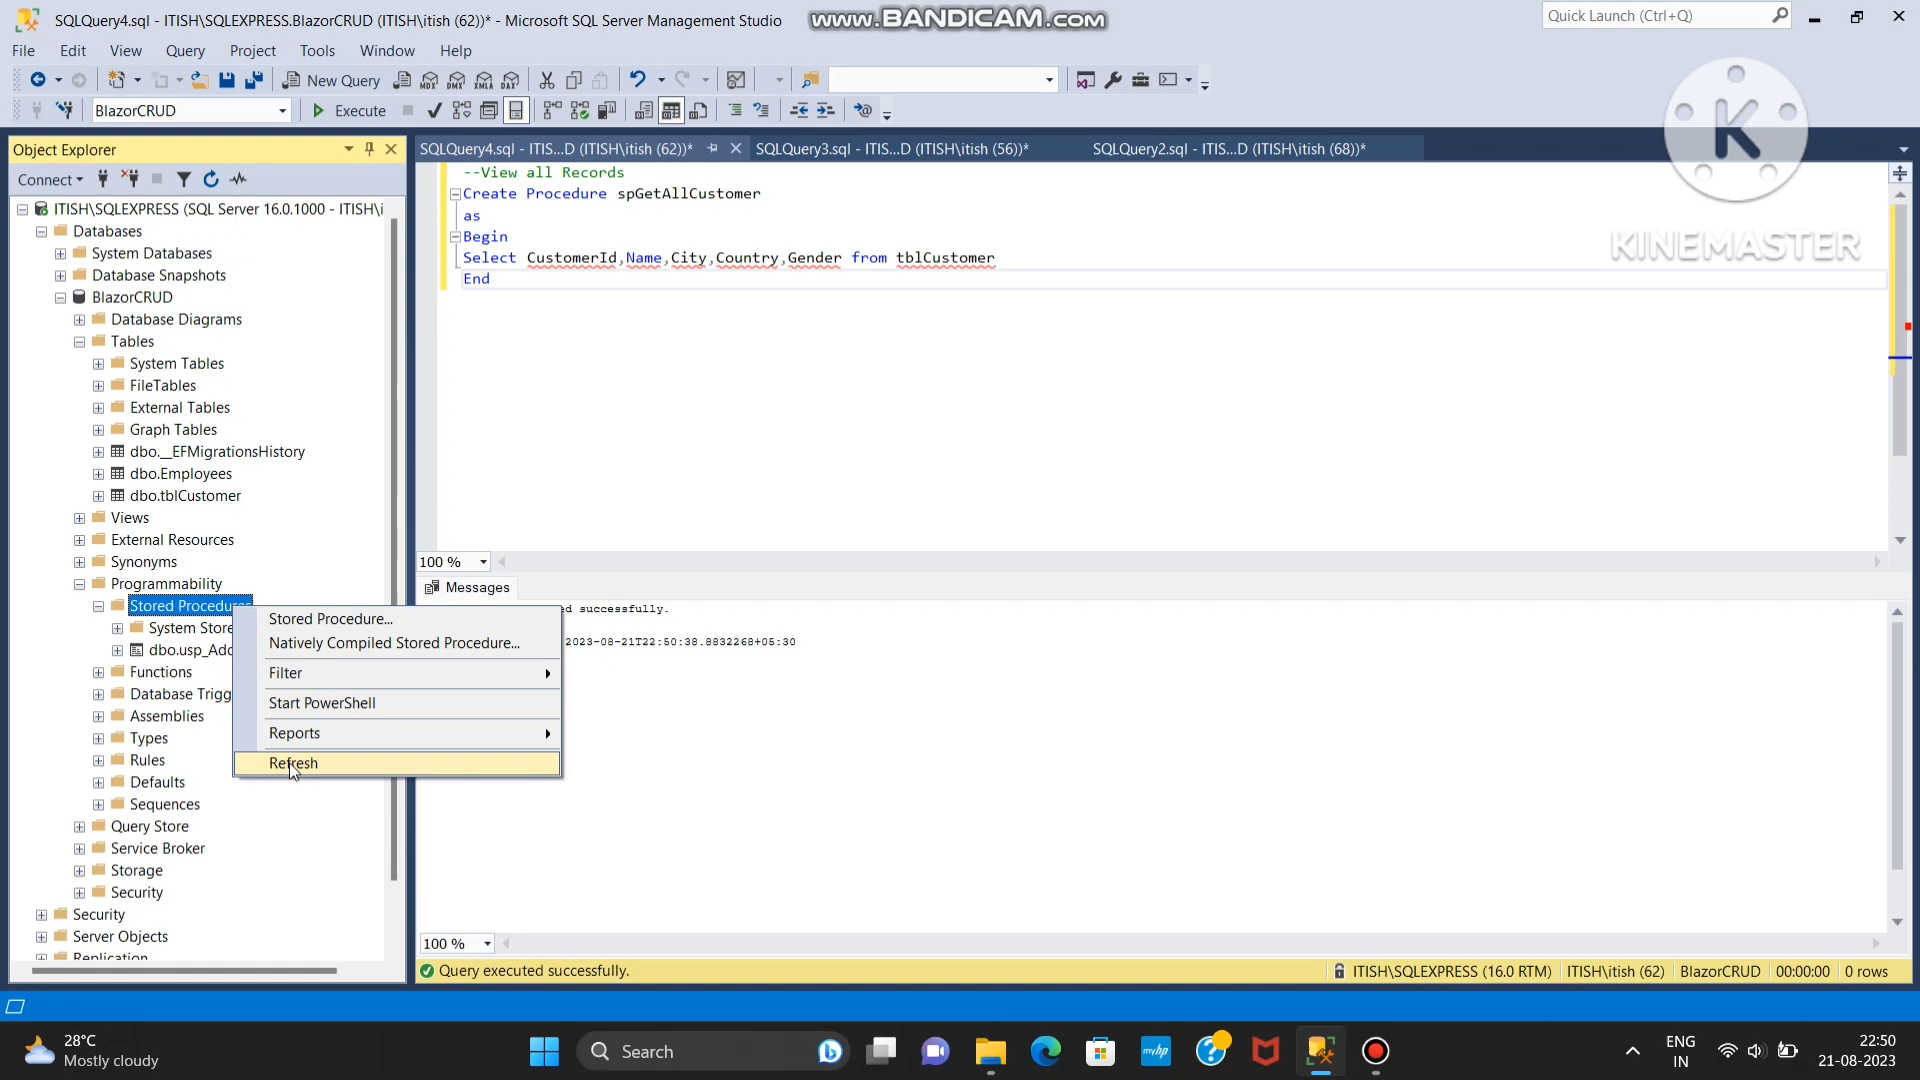 SQLQuery4.sql - ITISH\SQLEXPRESS.BlazorCRUD (ITISH\itish (62))* - Microsoft SQL Server Management Studio
www.BANDICAM.com
Quick Launch (Ctrl+Q)
File Edit View Query Project Tools Window Help
New Query
MDX DMX XMLA DAX
BlazorCRUD
Execute
K
KINEMASTER
Object Explorer
SQLQuery4.sql - ITIS...D (ITISH\itish (62))*
SQLQuery3.sql - ITIS...D (ITISH\itish (56))*
SQLQuery2.sql - ITIS...D (ITISH\itish (68))*
Connect
ITISH\SQLEXPRESS (SQL Server 16.0.1000 - ITISH\i
Databases
System Databases
Database Snapshots
BlazorCRUD
Database Diagrams
Tables
System Tables
FileTables
External Tables
Graph Tables
dbo.__EFMigrationsHistory
dbo.Employees
dbo.tblCustomer
Views
External Resources
Synonyms
Programmability
Stored Procedures
System Store
dbo.usp_Add
Functions
Database Trigg
Assemblies
Types
Rules
Defaults
Sequences
Query Store
Service Broker
Storage
Security
Security
Server Objects
Replication
--View all Records
Create Procedure spGetAllCustomer
as
Begin
Select CustomerId,Name,City,Country,Gender from tblCustomer
End
100 %
Messages
d successfully.
2023-08-21T22:50:38.8832268+05:30
Stored Procedure...
Natively Compiled Stored Procedure...
Filter
Start PowerShell
Reports
Refresh
100 %
Query executed successfully.
ITISH\SQLEXPRESS (16.0 RTM) ITISH\itish (62) BlazorCRUD 00:00:00 0 rows
28°C
Mostly cloudy
Search
myhp
ENG
IN
22:50
21-08-2023